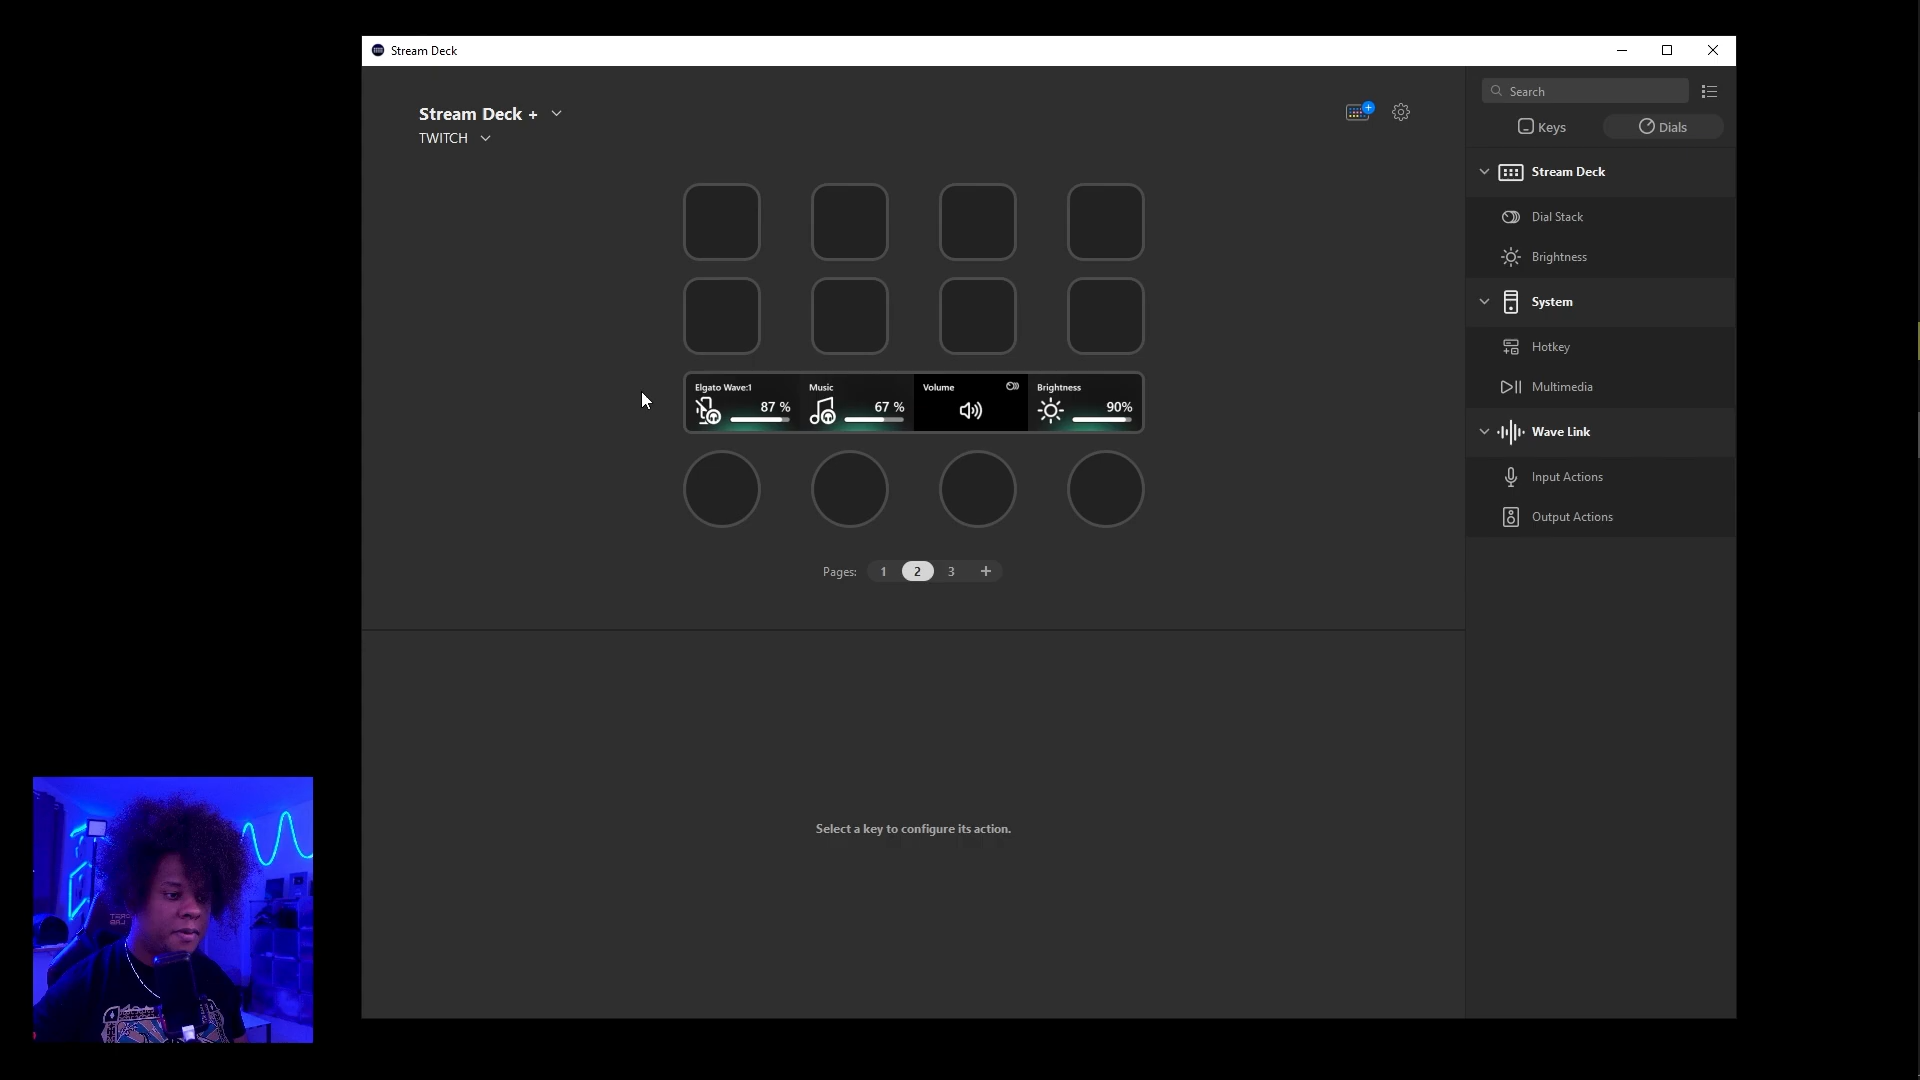 Stream Deck
Stream Deck +
TWITCH
Search
Keys
Dials
Stream Deck
Dial Stack
Brightness
System
Hotkey
Multimedia
Wave Link
Input Actions
Output Actions
Elgato Wave:1
87 %
Music
67 %
Volume
Brightness
90%
Pages:
1
2
3
+
Select a key to configure its action.